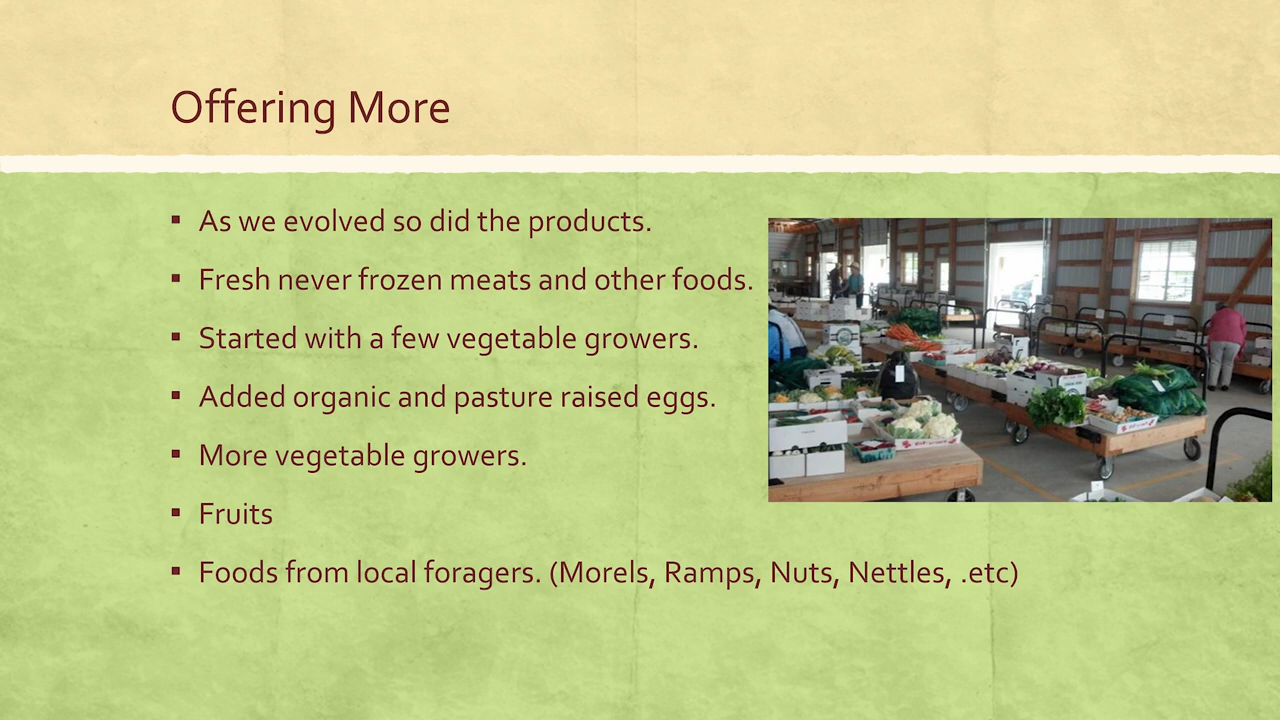 Offering More
▪ As we evolved so did the products.
▪ Fresh never frozen meats and other foods.
▪ Started with a few vegetable growers.
▪ Added organic and pasture raised eggs.
▪ More vegetable growers.
▪ Fruits
▪ Foods from local foragers. (Morels, Ramps, Nuts, Nettles, .etc)